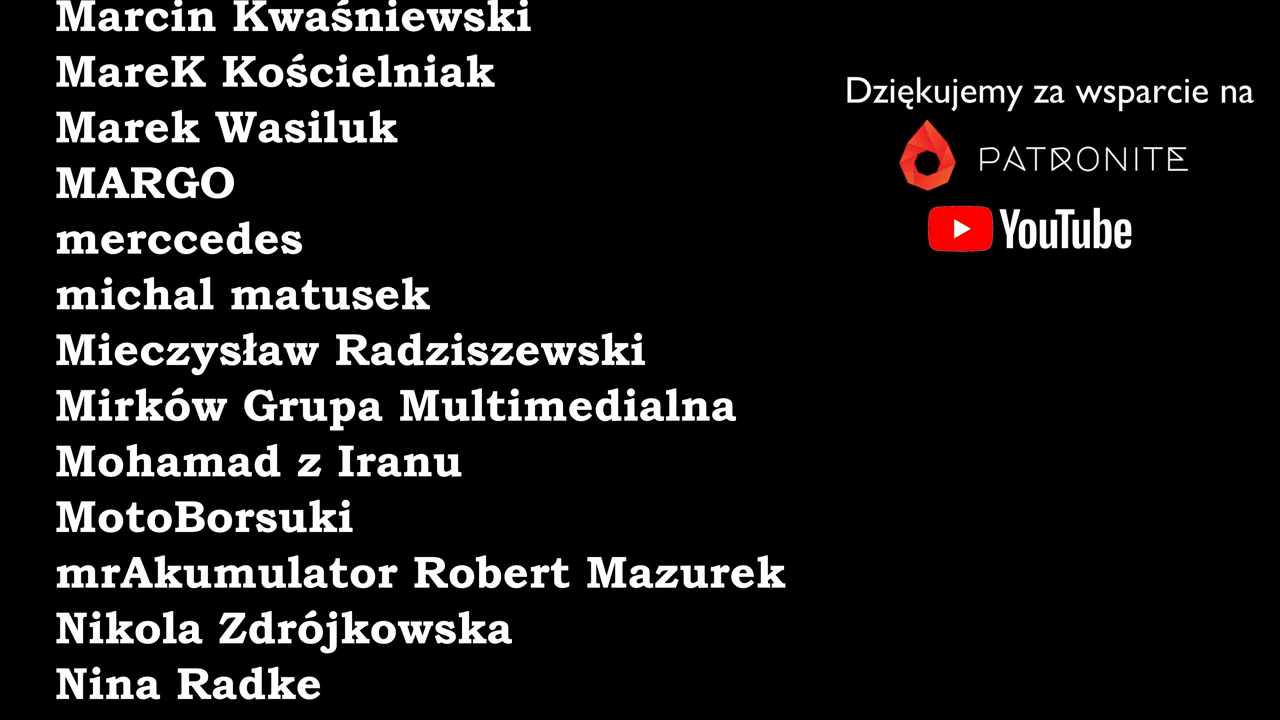 Marcin Kwaśniewski
MareK Kościelniak
Marek Wasiluk
MARGO
merccedes
michal matusek
Mieczysław Radziszewski
Mirków Grupa Multimedialna
Mohamad z Iranu
MotoBorsuki
mrAkumulator Robert Mazurek
Nikola Zdrójkowska
Nina Radke
Dziękujemy za wsparcie na
PATRONITE
YouTube